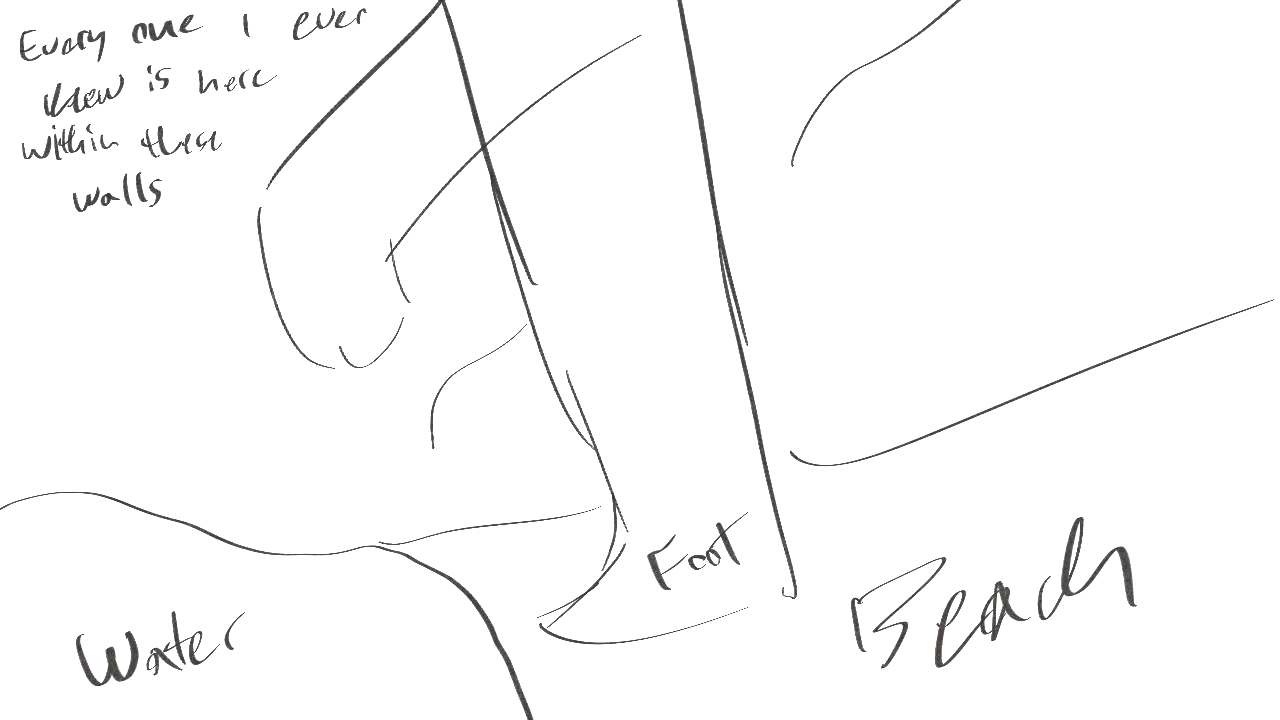 Every one I ever
knew is here
within these
walls
Foot
Beach
Water